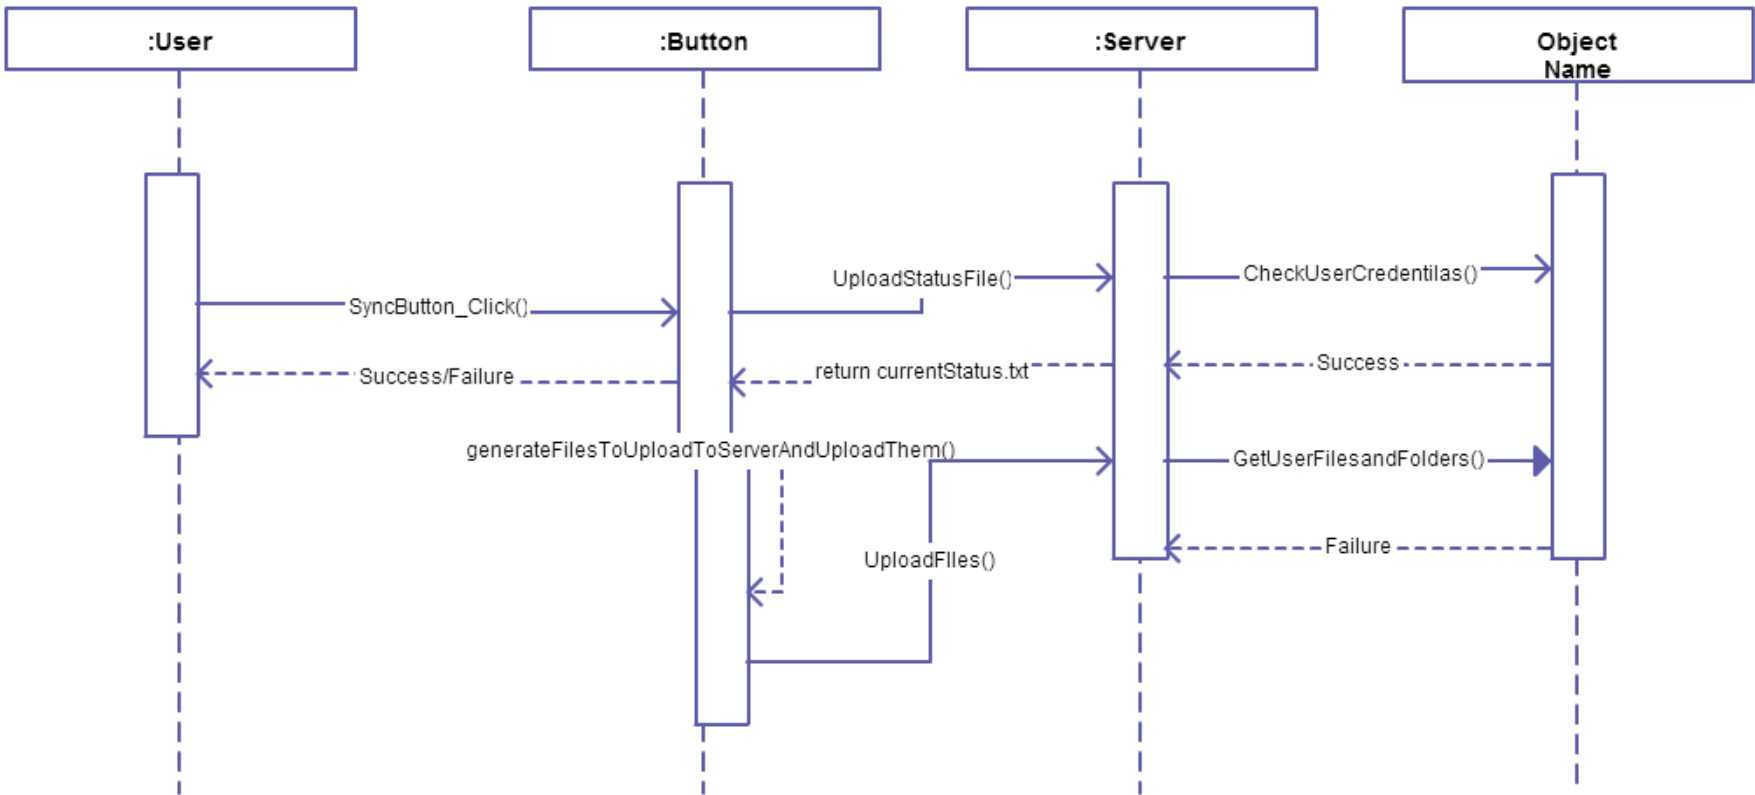 :User
:Button
:Server
Object
Name
UploadStatusFile()
CheckUserCredentilas()
SyncButton_Click()
Success/Failure
return currentStatus.txt
Success
generateFilesToUploadToServerAndUploadThem()
GetUserFilesandFolders()
UploadFIles()
Failure